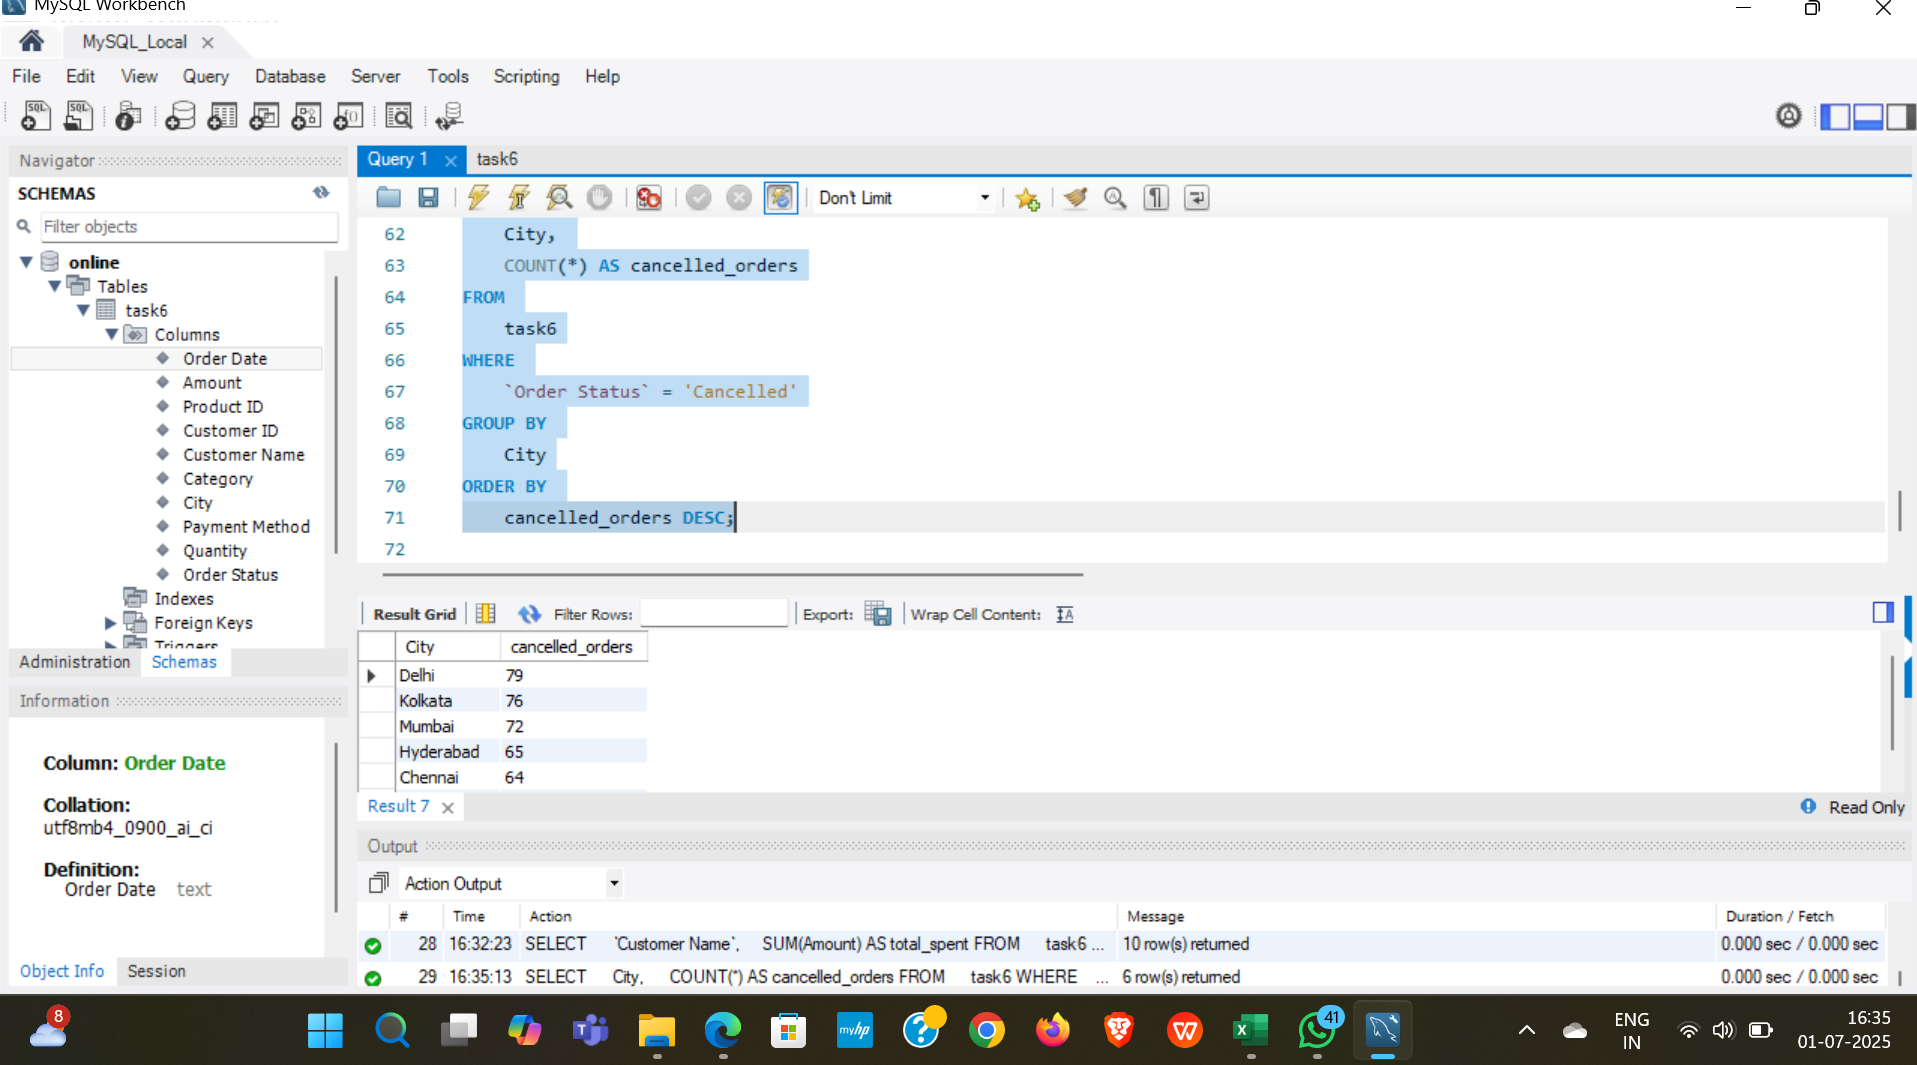 MySQL Workbench
MySQL_Local
File Edit View Query Database Server Tools Scripting Help
Navigator
SCHEMAS
Filter objects
online
Tables
task6
Columns
Order Date
Amount
Product ID
Customer ID
Customer Name
Category
City
Payment Method
Quantity
Order Status
Indexes
Foreign Keys
Triggers
Administration Schemas
Information
Column: Order Date
Collation:
utf8mb4_0900_ai_ci
Definition:
Order Date text
Object Info Session
Query 1 task6
Don't Limit
62 City,
63 COUNT(*) AS cancelled_orders
64 FROM
65 task6
66 WHERE
67 `Order Status` = 'Cancelled'
68 GROUP BY
69 City
70 ORDER BY
71 cancelled_orders DESC;
72
Result Grid Filter Rows: Export: Wrap Cell Content:
City cancelled_orders
Delhi 79
Kolkata 76
Mumbai 72
Hyderabad 65
Chennai 64
Result 7 Read Only
Output
Action Output
# Time Action Message Duration / Fetch
28 16:32:23 SELECT `Customer Name`, SUM(Amount) AS total_spent FROM task6 ... 10 row(s) returned 0.000 sec / 0.000 sec
29 16:35:13 SELECT City, COUNT(*) AS cancelled_orders FROM task6 WHERE ... 6 row(s) returned 0.000 sec / 0.000 sec
8
myhp
41
ENG
IN
16:35
01-07-2025